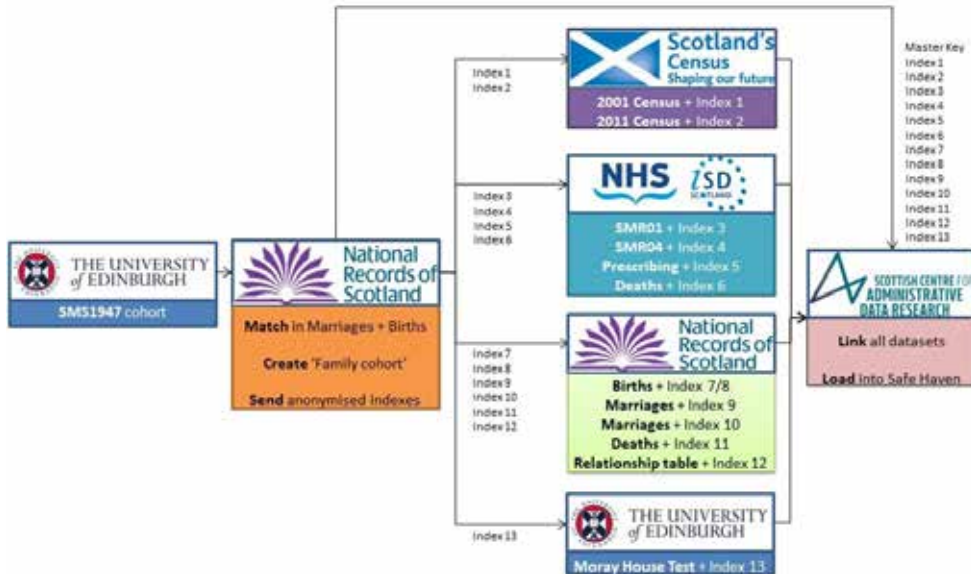 THE UNIVERSITY
of EDINBURGH
SMS1947 cohort
National
Records of
Scotland
Match in Marriages + Births
Create 'Family cohort'
Send anonymised Indexes
Index 1
Index 2
Index 3
Index 4
Index 5
Index 6
Index 7
Index 8
Index 9
Index 10
Index 11
Index 12
Index 13
Scotland's
Census
Shaping our future
2001 Census + Index 1
2011 Census + Index 2
NHS
iSD
SCOTLAND
SMR01 + Index 3
SMR04 + Index 4
Prescribing + Index 5
Deaths + Index 6
National
Records of
Scotland
Births + Index 7/8
Marriages + Index 9
Marriages + Index 10
Deaths + Index 11
Relationship table + Index 12
THE UNIVERSITY
of EDINBURGH
Moray House Test + Index 13
Master Key
Index 1
Index 2
Index 3
Index 4
Index 5
Index 6
Index 7
Index 8
Index 9
Index 10
Index 11
Index 12
Index 13
SCOTTISH CENTRE FOR
ADMINISTRATIVE
DATA RESEARCH
Link all datasets
Load into Safe Haven